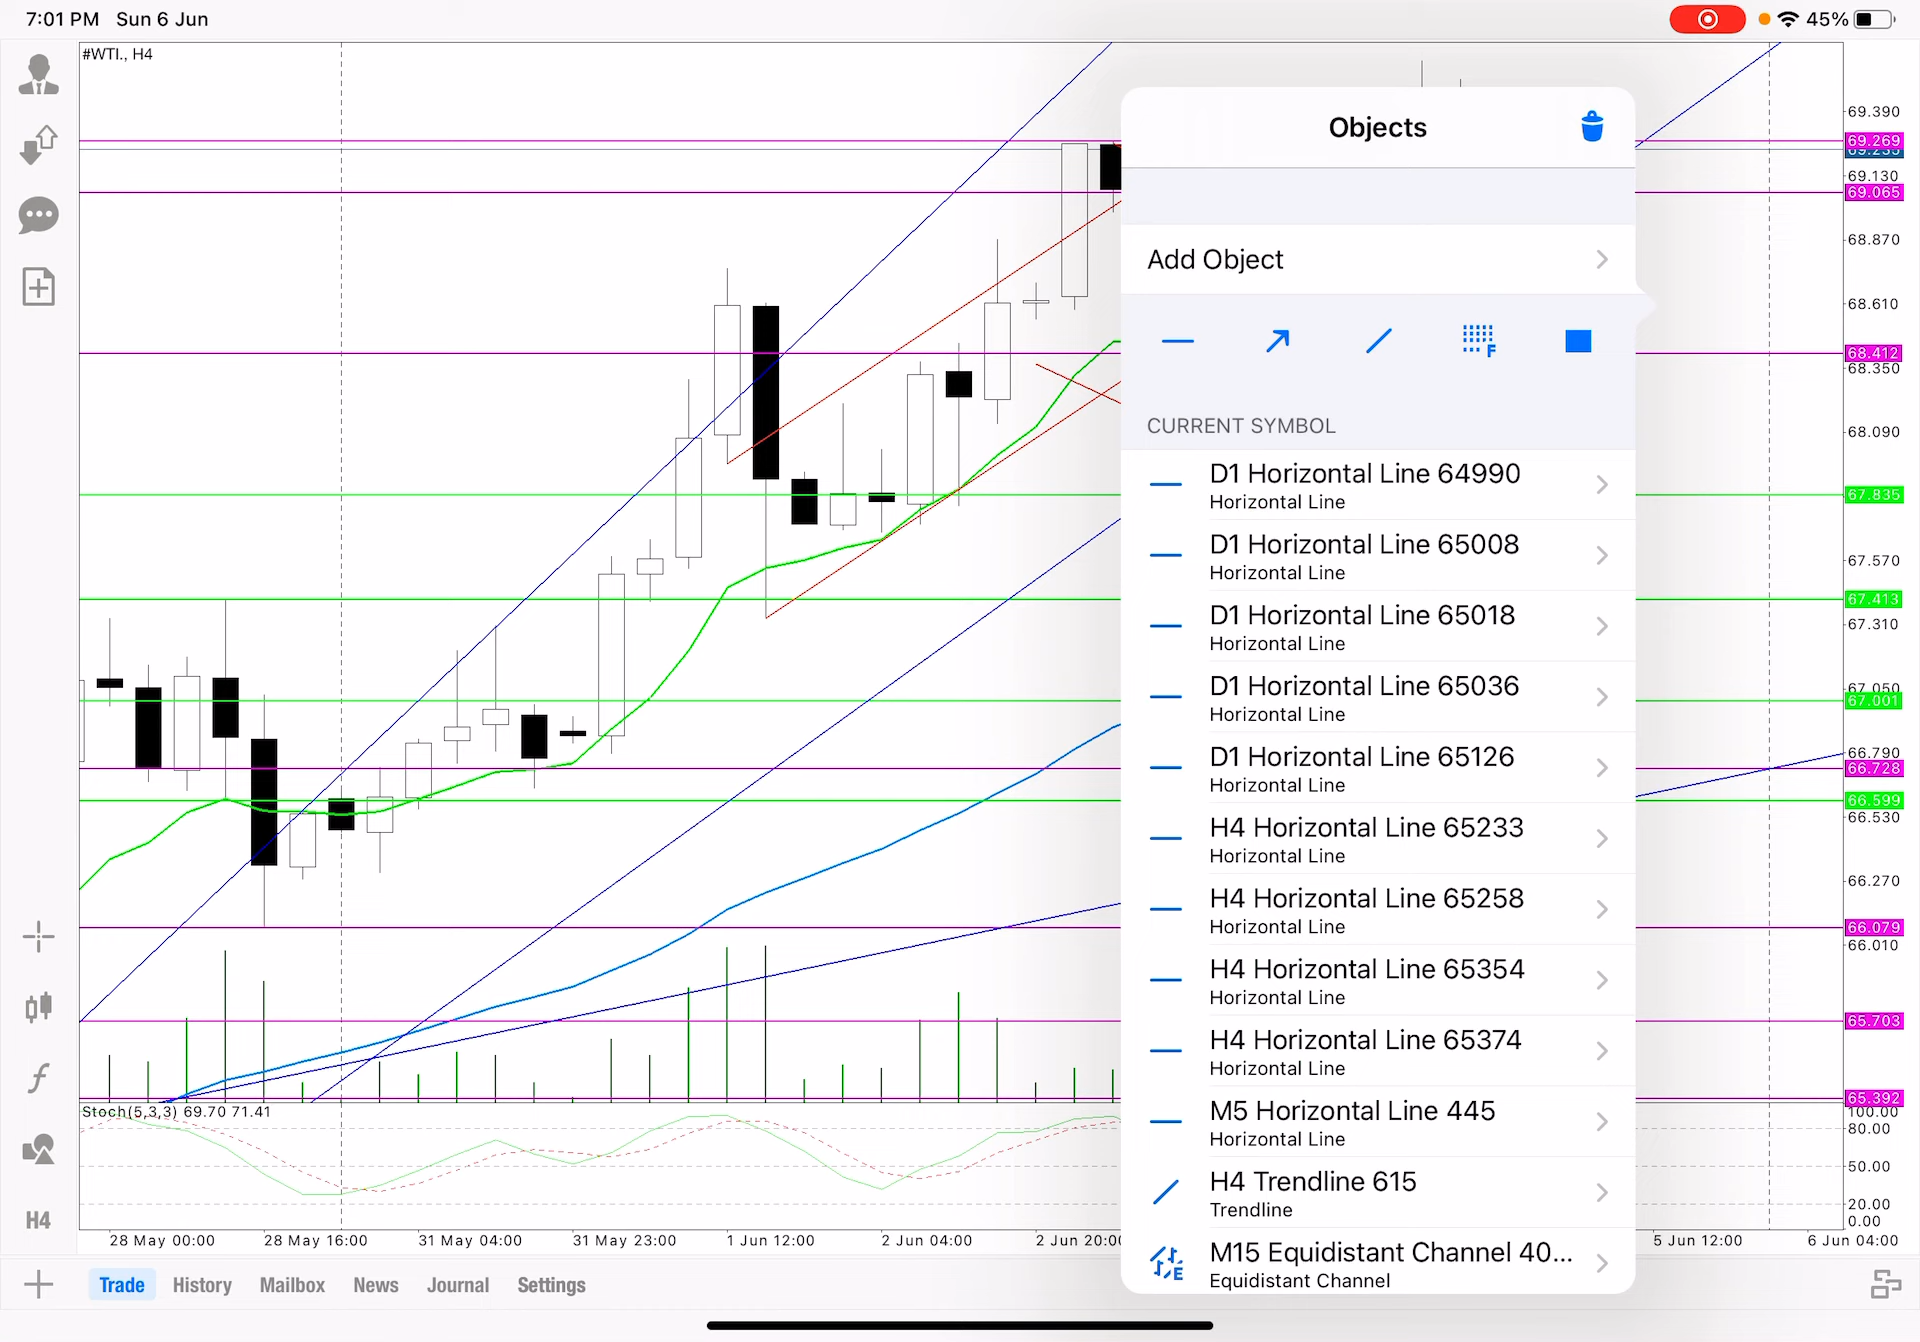 7:01 PM Sun 6 Jun
45%
#WTI., H4
Objects
Add Object
CURRENT SYMBOL
D1 Horizontal Line 64990
Horizontal Line
D1 Horizontal Line 65008
Horizontal Line
D1 Horizontal Line 65018
Horizontal Line
D1 Horizontal Line 65036
Horizontal Line
D1 Horizontal Line 65126
Horizontal Line
H4 Horizontal Line 65233
Horizontal Line
H4 Horizontal Line 65258
Horizontal Line
H4 Horizontal Line 65354
Horizontal Line
H4 Horizontal Line 65374
Horizontal Line
M5 Horizontal Line 445
Horizontal Line
H4 Trendline 615
Trendline
M15 Equidistant Channel 40...
Equidistant Channel
69.390
69.269
69.130
69.065
68.870
68.610
68.412
68.350
68.090
67.835
67.570
67.413
67.310
67.050
67.001
66.790
66.728
66.599
66.530
66.270
66.079
66.010
65.703
65.392
100.00
80.00
50.00
20.00
0.00
Stoch(5,3,3) 69.70 71.41
H4
28 May 00:00
28 May 16:00
31 May 04:00
31 May 23:00
1 Jun 12:00
2 Jun 04:00
2 Jun 20:00
5 Jun 12:00
6 Jun 04:00
Trade
History
Mailbox
News
Journal
Settings